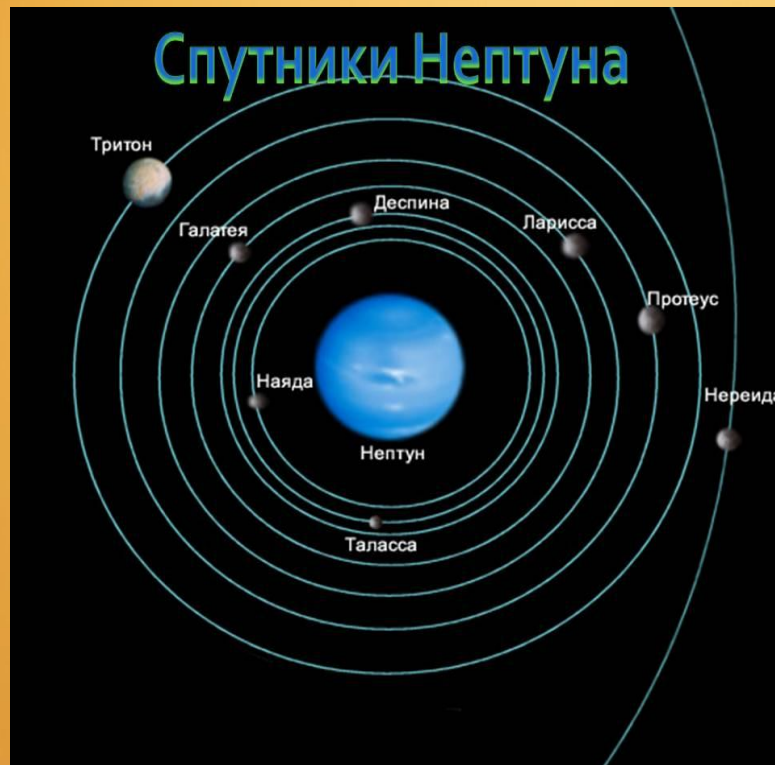 Спутники Нептуна
Тритон
Деспина
Галатея
Ларисса
Протеус
Наяда
Нереида
Нептун
Таласса